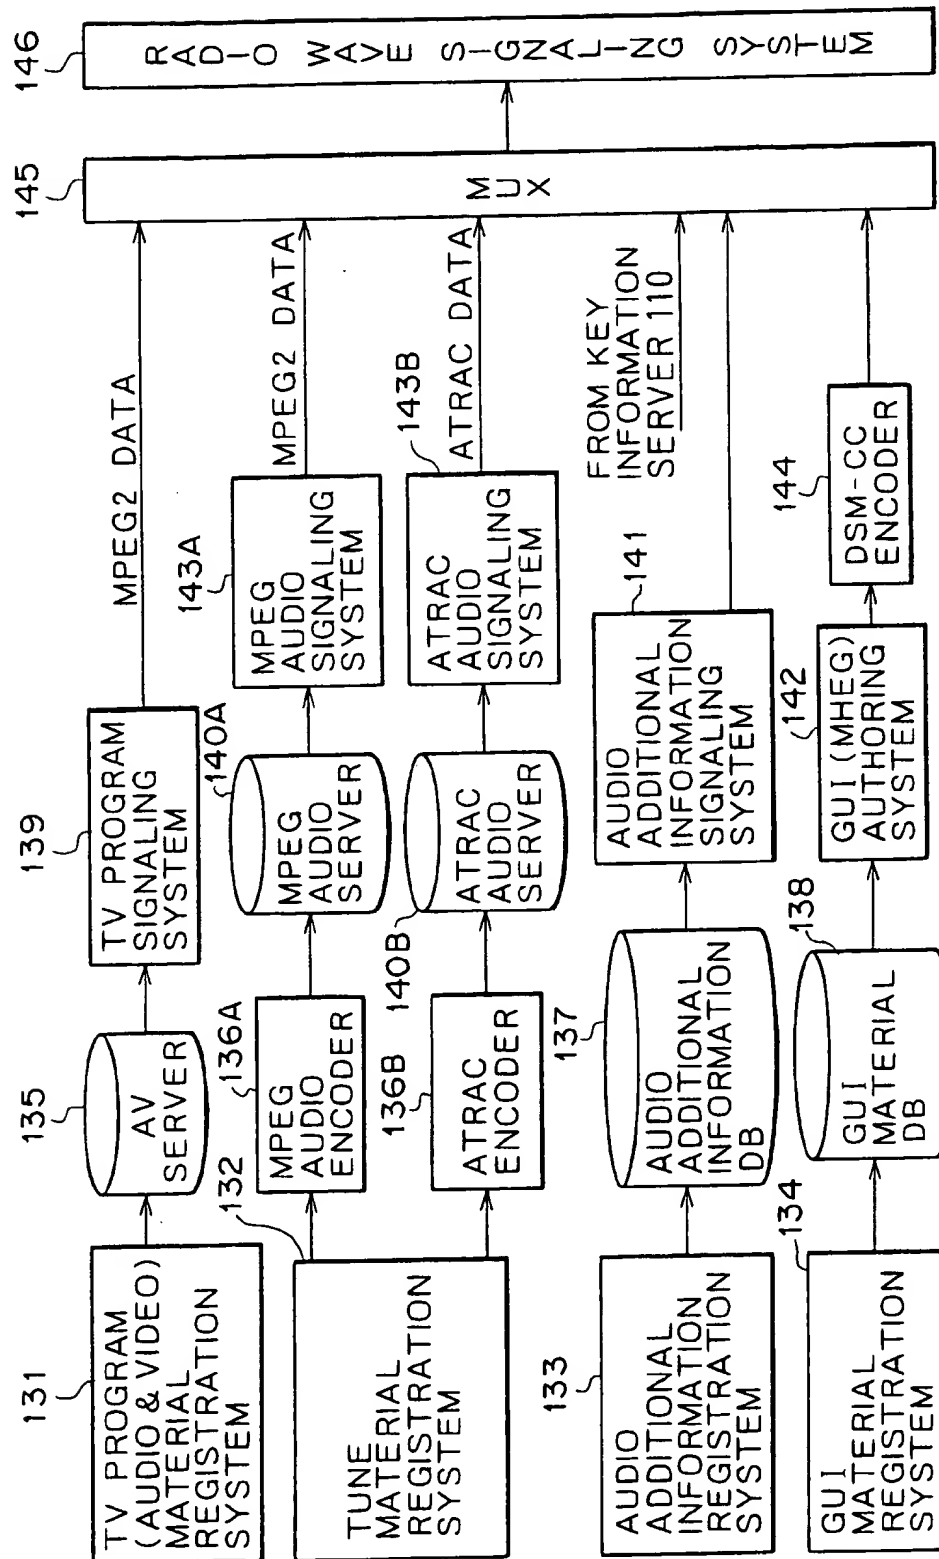 131
TV PROGRAM
(AUDIO & VIDEO)
MATERIAL
REGISTRATION
SYSTEM
135
AV
SERVER
139
TV PROGRAM
SIGNALING
SYSTEM
MPEG2 DATA
145
MUX
146
RADIO WAVE SIGNALING SYSTEM
132
TUNE
MATERIAL
REGISTRATION
SYSTEM
136A
MPEG
AUDIO
ENCODER
140A
MPEG
AUDIO
SERVER
143A
MPEG
AUDIO
SIGNALING
SYSTEM
MPEG2 DATA
136B
ATRAC
ENCODER
140B
ATRAC
AUDIO
SERVER
143B
ATRAC
AUDIO
SIGNALING
SYSTEM
ATRAC DATA
FROM KEY
INFORMATION
SERVER 110
133
AUDIO
ADDITIONAL
INFORMATION
REGISTRATION
SYSTEM
137
AUDIO
ADDITIONAL
INFORMATION
DB
141
AUDIO
ADDITIONAL
INFORMATION
SIGNALING
SYSTEM
134
GUI
MATERIAL
REGISTRATION
SYSTEM
138
GUI
MATERIAL
DB
142
GUI (MHEG)
AUTHORING
SYSTEM
144
DSM-CC
ENCODER